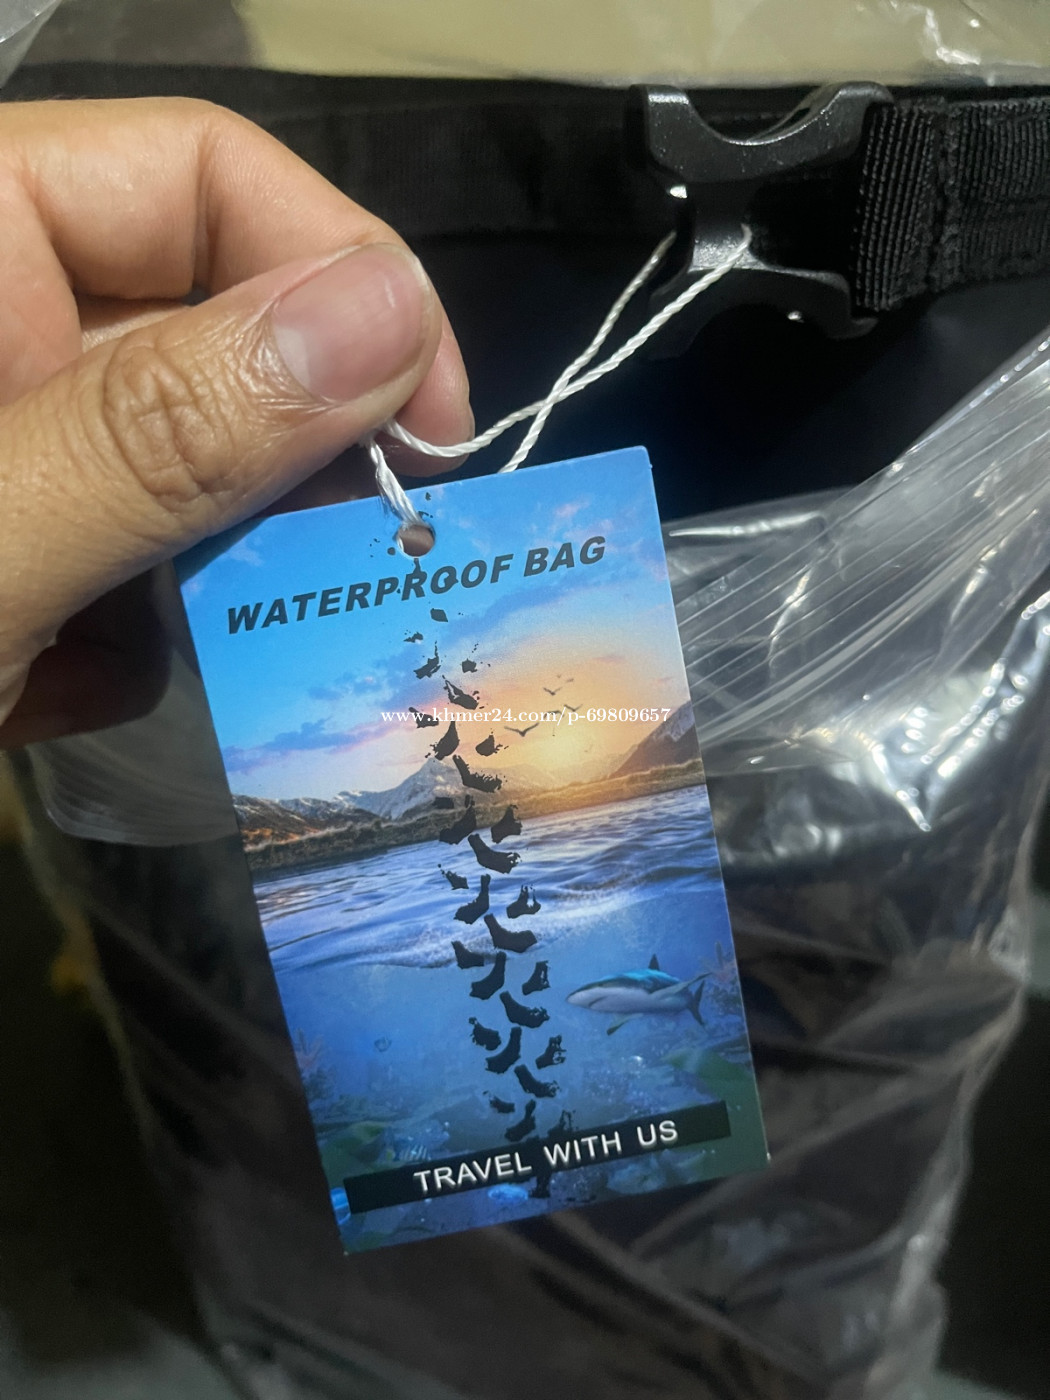 WATERPROOF BAG
www.khmer24.com/p-69809657
TRAVEL WITH US